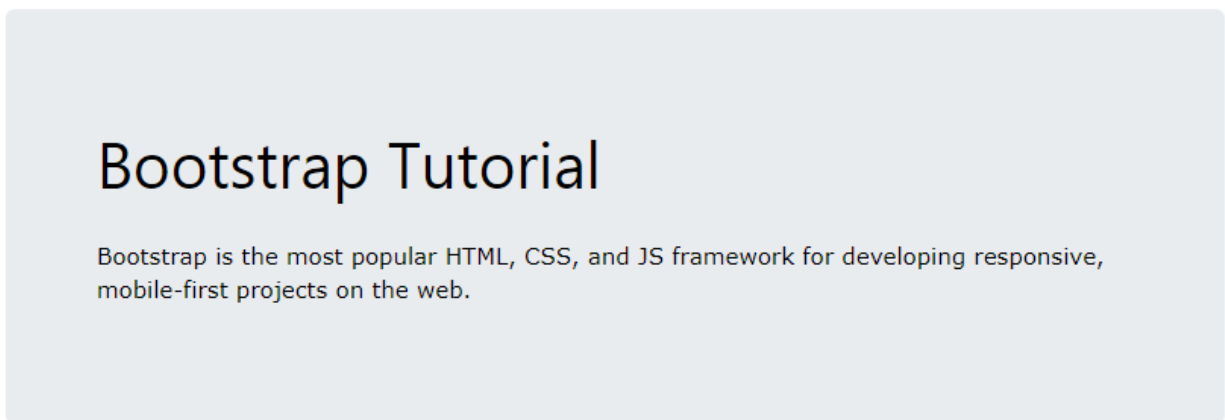 Bootstrap Tutorial
Bootstrap is the most popular HTML, CSS, and JS framework for developing responsive,
mobile-first projects on the web.